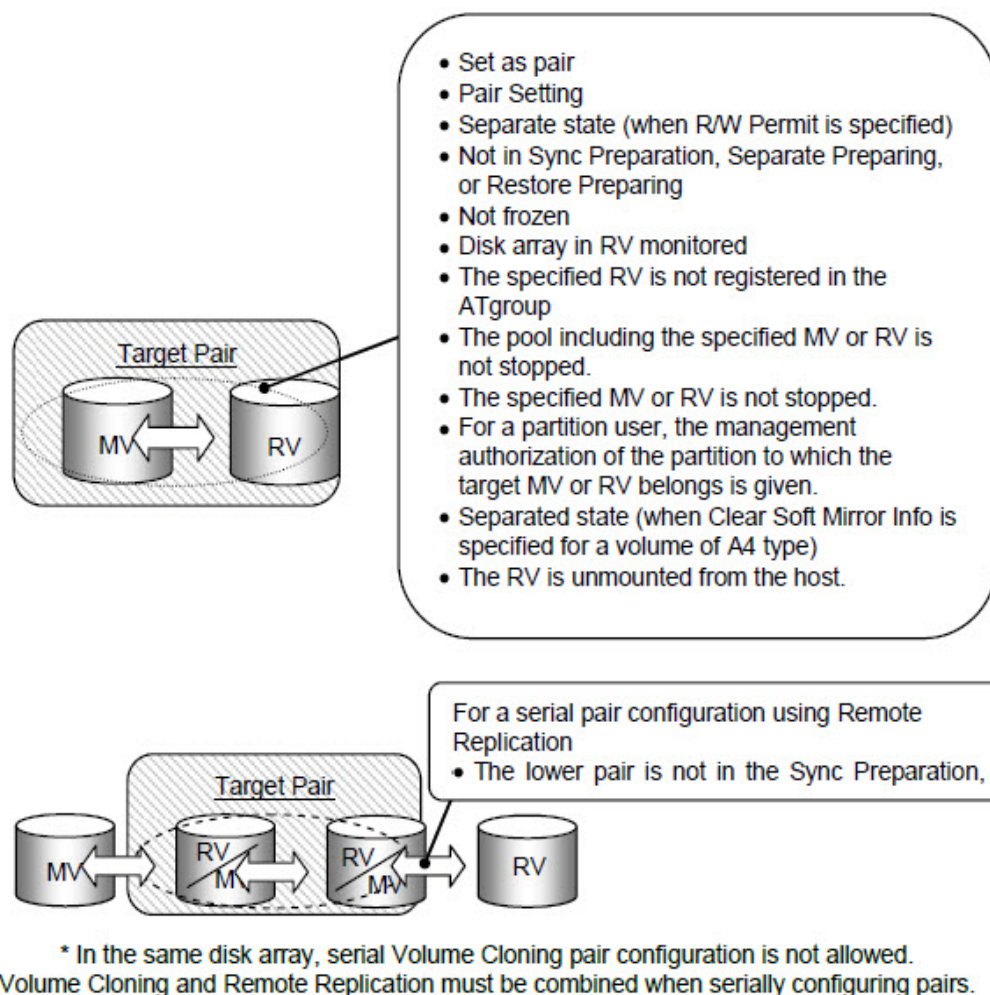 • Set as pair
• Pair Setting
• Separate state (when R/W Permit is specified)
• Not in Sync Preparation, Separate Preparing,
or Restore Preparing
• Not frozen
• Disk array in RV monitored
• The specified RV is not registered in the
ATgroup
• The pool including the specified MV or RV is
not stopped.
• The specified MV or RV is not stopped.
• For a partition user, the management
authorization of the partition to which the
target MV or RV belongs is given.
• Separated state (when Clear Soft Mirror Info is
specified for a volume of A4 type)
• The RV is unmounted from the host.
Target Pair
MV
RV
For a serial pair configuration using Remote
Replication
• The lower pair is not in the Sync Preparation,
Target Pair
MV
RV
MV
RV
MV
RV
* In the same disk array, serial Volume Cloning pair configuration is not allowed.
Volume Cloning and Remote Replication must be combined when serially configuring pairs.